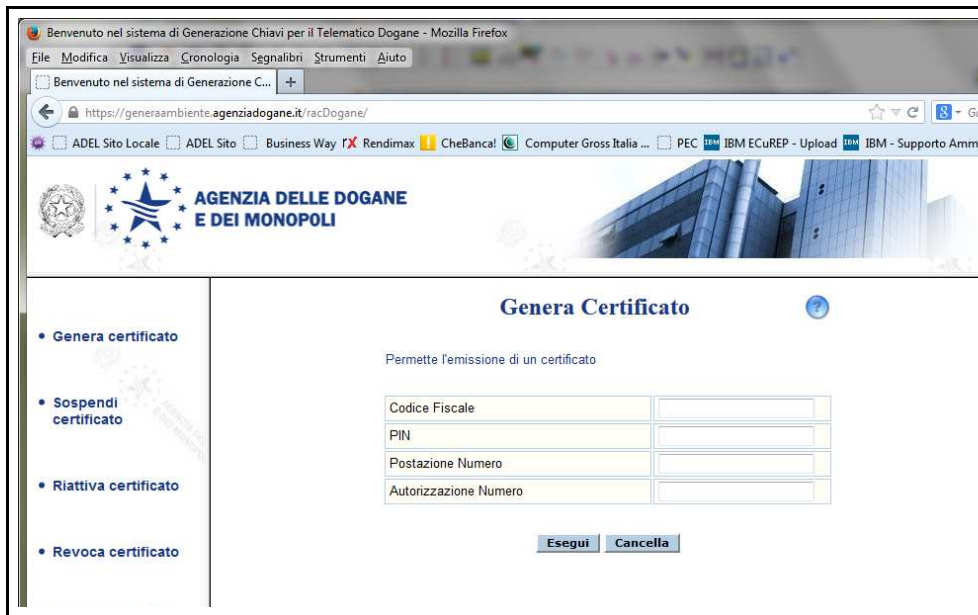 Benvenuto nel sistema di Generazione Chiavi per il Telematico Dogane - Mozilla Firefox
File Modifica Visualizza Cronologia Segnalibri Strumenti Aiuto
Benvenuto nel sistema di Generazione C... +
https://generaambiente.agenziadogane.it/racDogane/
ADEL Sito Locale ADEL Sito Business Way Rendimax CheBanca! Computer Gross Italia ... PEC IBM IBM ECuREP - Upload IBM IBM - Supporto Amm
AGENZIA DELLE DOGANE
E DEI MONOPOLI
Genera Certificato ?
• Genera certificato
Permette l'emissione di un certificato
• Sospendi
certificato
Codice Fiscale
PIN
Postazione Numero
• Riattiva certificato
Autorizzazione Numero
Esegui Cancella
• Revoca certificato